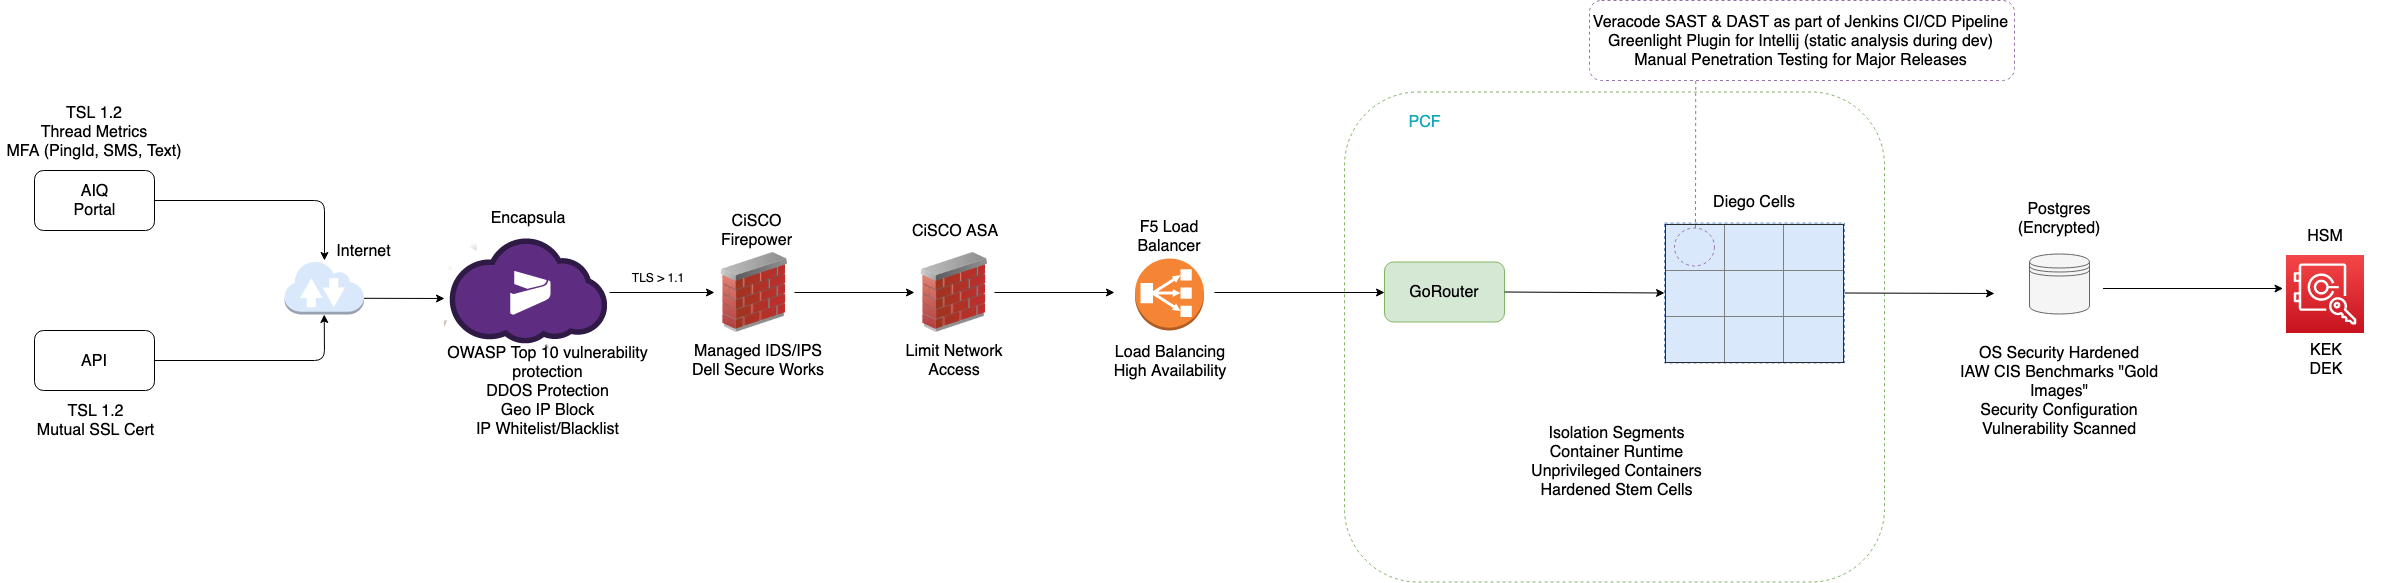 Veracode SAST & DAST as part of Jenkins CI/CD Pipeline
Greenlight Plugin for Intellij (static analysis during dev)
Manual Penetration Testing for Major Releases
TSL 1.2
Thread Metrics
MFA (PingId, SMS, Text)
AIQ
Portal
Internet
API
TSL 1.2
Mutual SSL Cert
Encapsula
OWASP Top 10 vulnerability
protection
DDOS Protection
Geo IP Block
IP Whitelist/Blacklist
TLS > 1.1
CiSCO
Firepower
Managed IDS/IPS
Dell Secure Works
CiSCO ASA
Limit Network
Access
F5 Load
Balancer
Load Balancing
High Availability
PCF
GoRouter
Diego Cells
Isolation Segments
Container Runtime
Unprivileged Containers
Hardened Stem Cells
Postgres
(Encrypted)
OS Security Hardened
IAW CIS Benchmarks "Gold
Images"
Security Configuration
Vulnerability Scanned
HSM
KEK
DEK